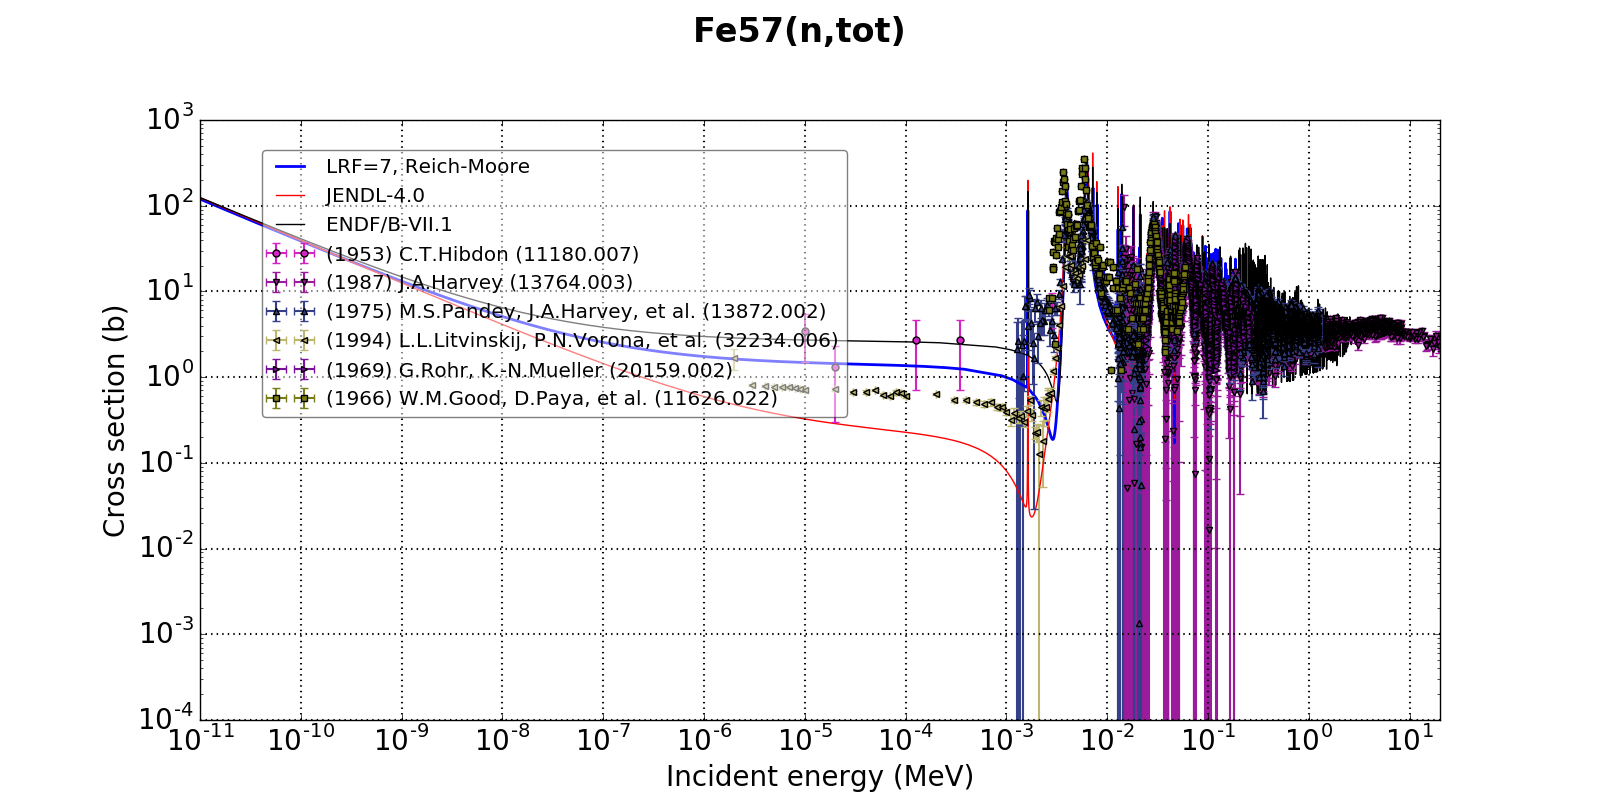 Fe57(n,tot)
Cross section (b)
10^3
10^2
10^1
10^0
10^-1
10^-2
10^-3
10^-4
LRF=7, Reich-Moore
JENDL-4.0
ENDF/B-VII.1
(1953) C.T.Hibdon (11180.007)
(1987) J.A.Harvey (13764.003)
(1975) M.S.Pandey, J.A.Harvey, et al. (13872.002)
(1994) L.L.Litvinskij, P.N.Vorona, et al. (32234.006)
(1969) G.Rohr, K.-N.Mueller (20159.002)
(1966) W.M.Good, D.Paya, et al. (11626.022)
10^-11 10^-10 10^-9 10^-8 10^-7 10^-6 10^-5 10^-4 10^-3 10^-2 10^-1 10^0 10^1
Incident energy (MeV)